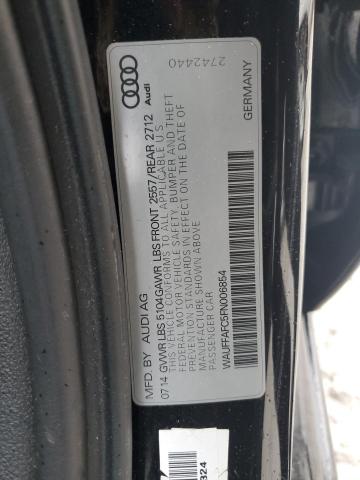 Audi
2742440
MFD. BY AUDI AG
07 14 GVWR LBS 5104 GAWR LBS FRONT 2557/REAR 2712
THIS VEHICLE CONFORMS TO ALL APPLICABLE U.S.
FEDERAL MOTOR VEHICLE SAFETY, BUMPER AND THEFT
PREVENTION STANDARDS IN EFFECT ON THE DATE OF
MANUFACTURE SHOWN ABOVE
PASSENGER CAR
WAUFFAFC5FN006854
GERMANY
324